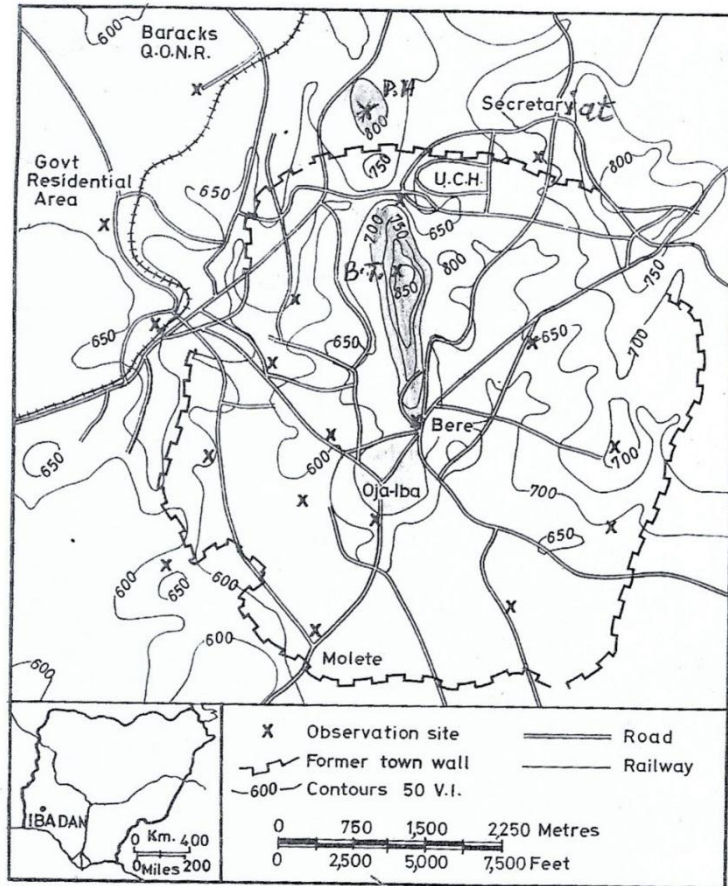 600
Baracks
Q.O.N.R.
P.H
800
Secretary iat
750
800
Govt
Residential
Area
650
U.C.H.
700
750
650
B.T.
850
800
750
650
650
700
Bere
600
700
650
Oja-Iba
700
650
600
650
600
600
600
Molete
X Observation site
Road
Former town wall
Railway
600 Contours 50 V.I.
IBADAN
0 Km. 400
0 Miles 200
0 750 1,500 2,250 Metres
0 2,500 5,000 7,500 Feet